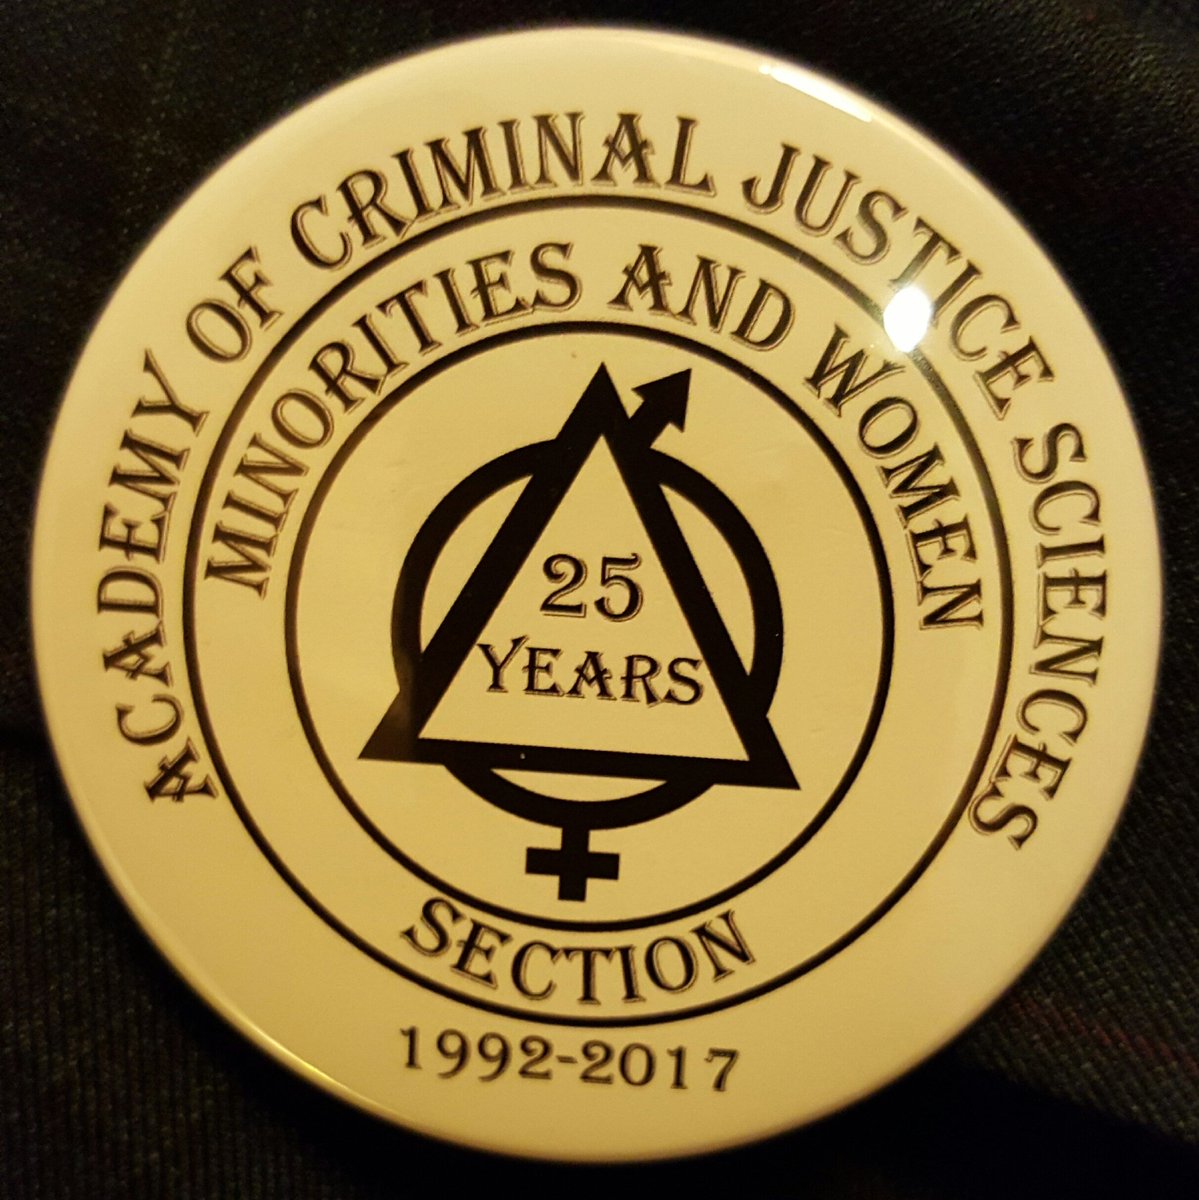 ACADEMY OF CRIMINAL JUSTICE SCIENCES
MINORITIES AND WOMEN
25
YEARS
SECTION
1992-2017